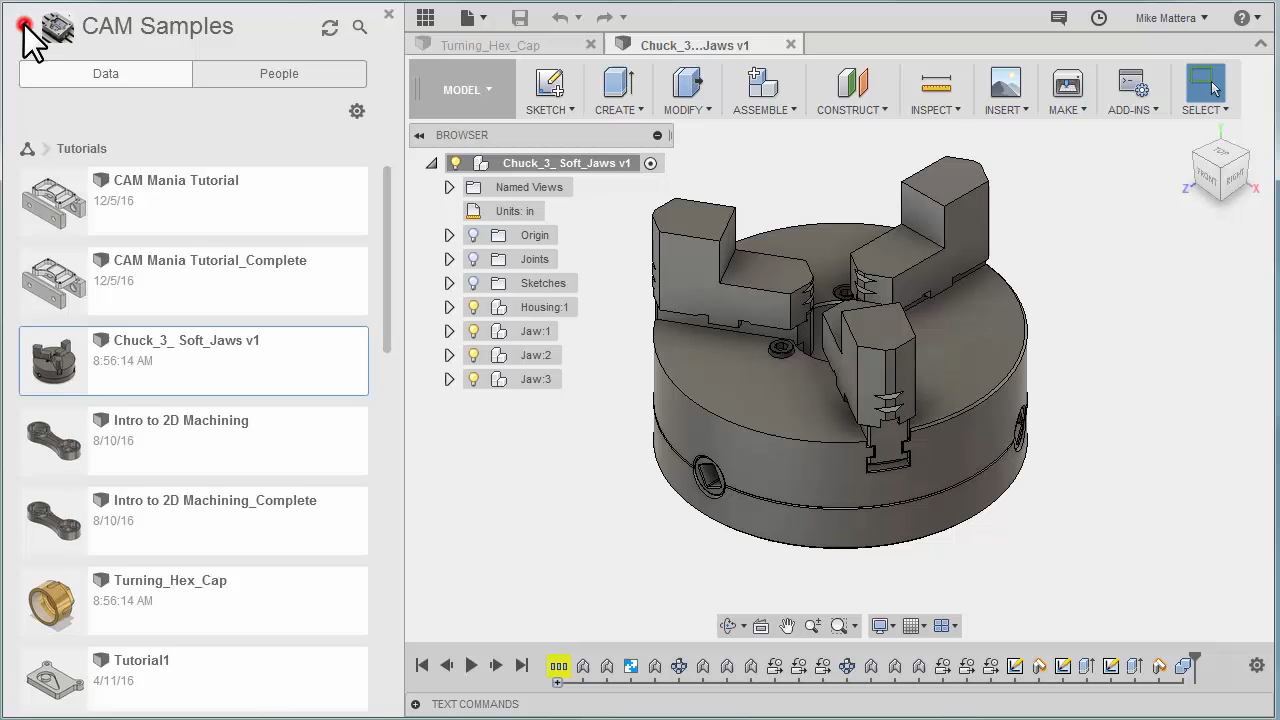 CAM Samples
Data
People
Tutorials
CAM Mania Tutorial
12/5/16
CAM Mania Tutorial_Complete
12/5/16
Chuck_3_ Soft_Jaws v1
8:56:14 AM
Intro to 2D Machining
8/10/16
Intro to 2D Machining_Complete
8/10/16
Turning_Hex_Cap
8:56:14 AM
Tutorial1
4/11/16
Mike Mattera
Turning_Hex_Cap
Chuck_3...Jaws v1
MODEL
SKETCH
CREATE
MODIFY
ASSEMBLE
CONSTRUCT
INSPECT
INSERT
MAKE
ADD-INS
SELECT
BROWSER
Chuck_3_ Soft_Jaws v1
Named Views
Units: in
Origin
Joints
Sketches
Housing:1
Jaw:1
Jaw:2
Jaw:3
Y
FRONT
RIGHT
Z
X
TEXT COMMANDS